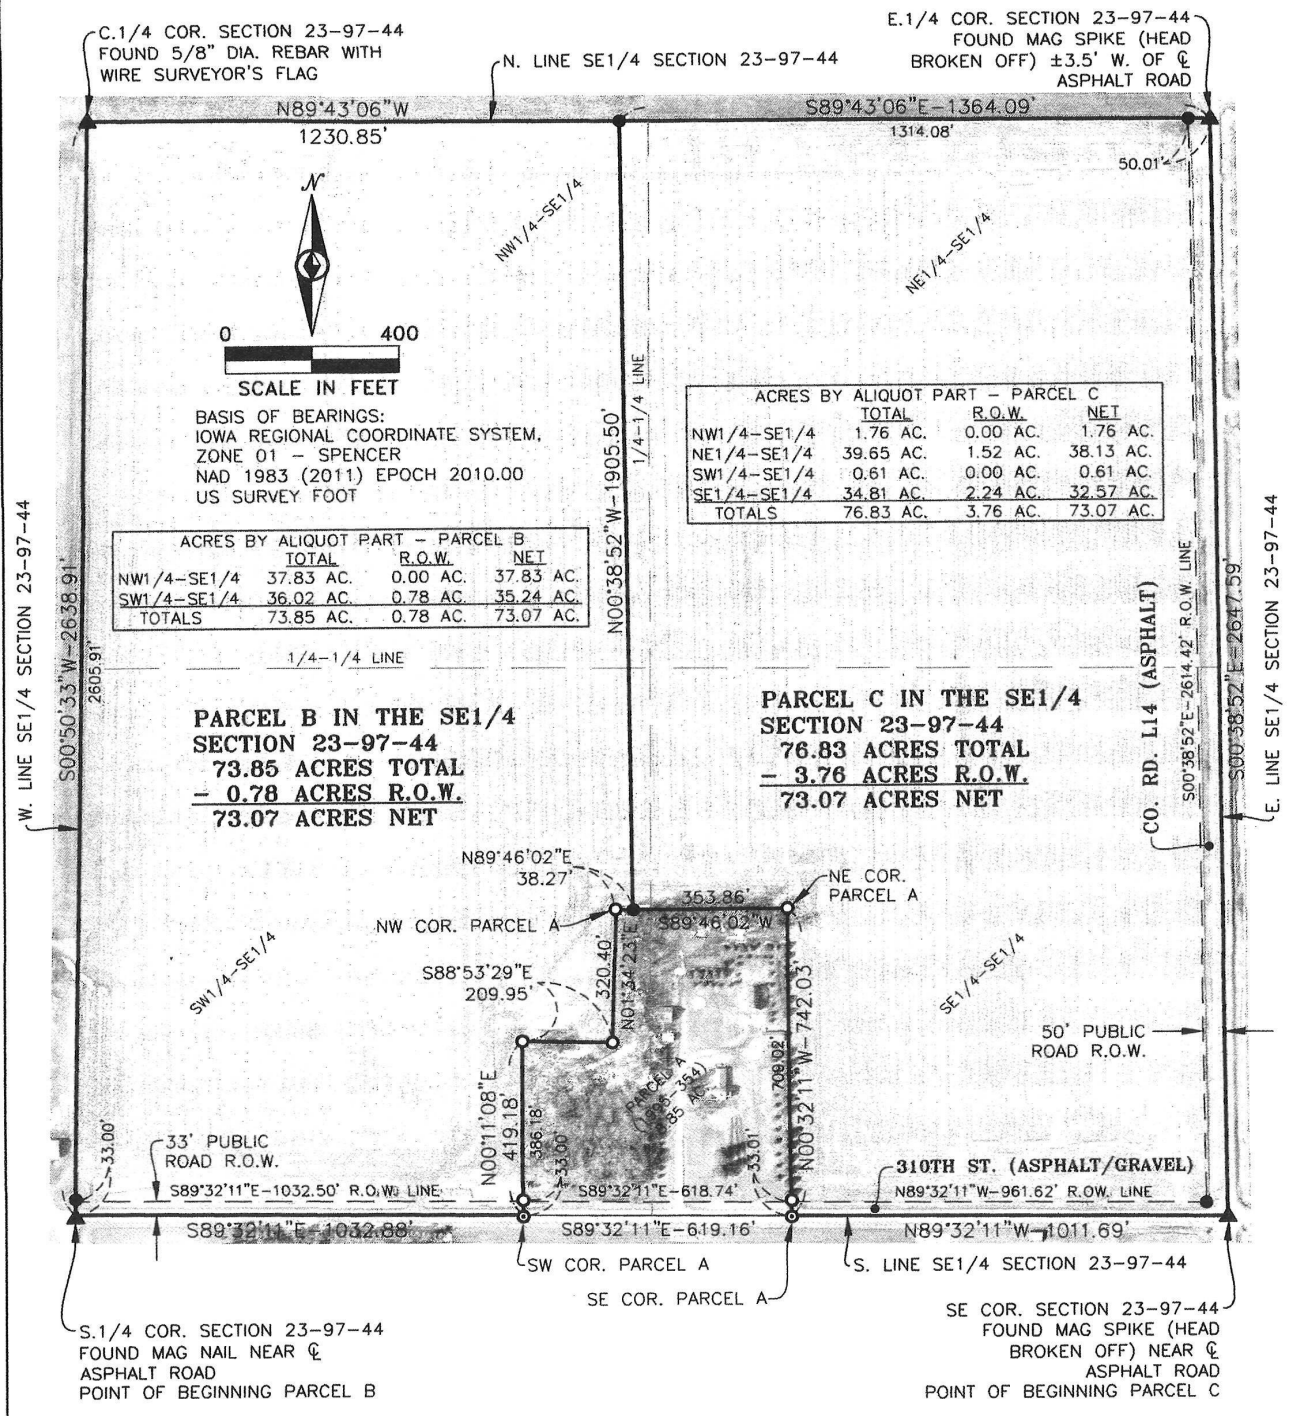 C.1/4 COR. SECTION 23-97-44
FOUND 5/8" DIA. REBAR WITH
WIRE SURVEYOR'S FLAG
N. LINE SE1/4 SECTION 23-97-44
E.1/4 COR. SECTION 23-97-44
FOUND MAG SPIKE (HEAD
BROKEN OFF) ±3.5' W. OF ℄
ASPHALT ROAD
N89°43'06"W
1230.85'
S89°43'06"E-1364.09'
1314.08'
50.01'
N
NW1/4-SE1/4
NE1/4-SE1/4
0 400
SCALE IN FEET
BASIS OF BEARINGS:
IOWA REGIONAL COORDINATE SYSTEM,
ZONE 01 - SPENCER
NAD 1983 (2011) EPOCH 2010.00
US SURVEY FOOT
N00°38'52"W-1905.50'
1/4-1/4 LINE
ACRES BY ALIQUOT PART - PARCEL C
TOTAL R.O.W. NET
NW1/4-SE1/4 1.76 AC. 0.00 AC. 1.76 AC.
NE1/4-SE1/4 39.65 AC. 1.52 AC. 38.13 AC.
SW1/4-SE1/4 0.61 AC. 0.00 AC. 0.61 AC.
SE1/4-SE1/4 34.81 AC. 2.24 AC. 32.57 AC.
TOTALS 76.83 AC. 3.76 AC. 73.07 AC.
ACRES BY ALIQUOT PART - PARCEL B
TOTAL R.O.W. NET
NW1/4-SE1/4 37.83 AC. 0.00 AC. 37.83 AC.
SW1/4-SE1/4 36.02 AC. 0.78 AC. 35.24 AC.
TOTALS 73.85 AC. 0.78 AC. 73.07 AC.
W. LINE SE1/4 SECTION 23-97-44
S00°50'33"W-2638.91'
2605.91'
1/4-1/4 LINE
PARCEL B IN THE SE1/4
SECTION 23-97-44
73.85 ACRES TOTAL
- 0.78 ACRES R.O.W.
73.07 ACRES NET
PARCEL C IN THE SE1/4
SECTION 23-97-44
76.83 ACRES TOTAL
- 3.76 ACRES R.O.W.
73.07 ACRES NET
CO. RD. L14 (ASPHALT)
S00°38'52"E-2614.42' R.O.W. LINE
S00°38'52"E-2647.59'
E. LINE SE1/4 SECTION 23-97-44
N89°46'02"E
38.27'
NW COR. PARCEL A
353.86'
S89°46'02"W
NE COR.
PARCEL A
S88°53'29"E
209.95'
320.40'
N01°34'23"E
SW1/4-SE1/4
SE1/4-SE1/4
PARCEL A
709.02'
N00°32'11"W-742.03'
50' PUBLIC
ROAD R.O.W.
N00°11'08"E
419.18'
386.18'
33.00'
33.01'
33.00'
33' PUBLIC
ROAD R.O.W.
310TH ST. (ASPHALT/GRAVEL)
S89°32'11"E-1032.50' R.O.W. LINE
S89°32'11"E-618.74'
N89°32'11"W-961.62' R.O.W. LINE
S89°32'11"E-1032.88'
S89°32'11"E-619.16'
N89°32'11"W-1011.69'
SW COR. PARCEL A
S. LINE SE1/4 SECTION 23-97-44
SE COR. PARCEL A
S.1/4 COR. SECTION 23-97-44
FOUND MAG NAIL NEAR ℄
ASPHALT ROAD
POINT OF BEGINNING PARCEL B
SE COR. SECTION 23-97-44
FOUND MAG SPIKE (HEAD
BROKEN OFF) NEAR ℄
ASPHALT ROAD
POINT OF BEGINNING PARCEL C